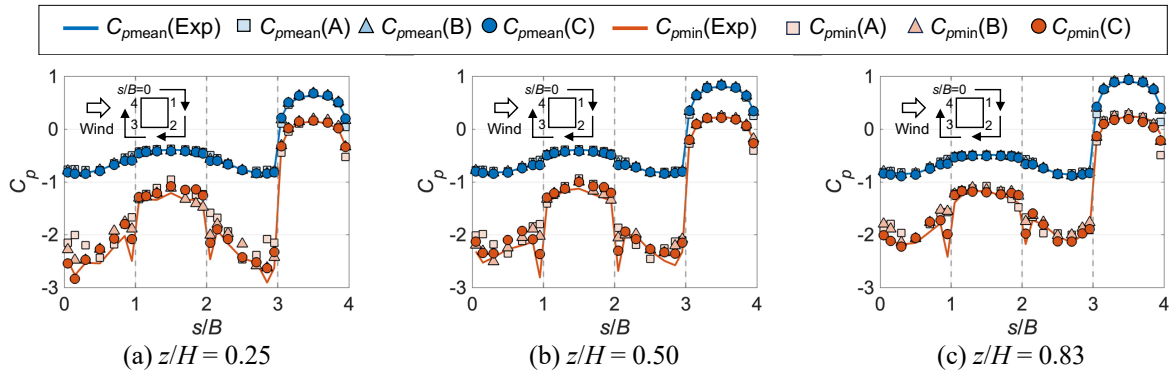 Cpmean(Exp) Cpmean(A) Cpmean(B) Cpmean(C) Cpmin(Exp) Cpmin(A) Cpmin(B) Cpmin(C)
1
0
-1
-2
-3
Cp
s/B=0
4 1
3 2
Wind
0 1 2 3 4
s/B
(a) z/H = 0.25
1
0
-1
-2
-3
s/B=0
4 1
3 2
Wind
0 1 2 3 4
s/B
(b) z/H = 0.50
1
0
-1
-2
-3
s/B=0
4 1
3 2
Wind
0 1 2 3 4
s/B
(c) z/H = 0.83